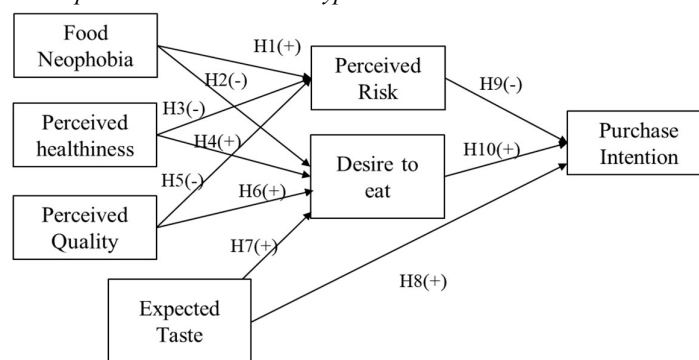 Food
Neophobia
H1(+)
Perceived
Risk
H2(-)
H9(-)
H3(-)
Perceived
healthiness
H4(+)
Desire to
eat
H10(+)
Purchase
Intention
H5(-)
H6(+)
Perceived
Quality
H7(+)
H8(+)
Expected
Taste